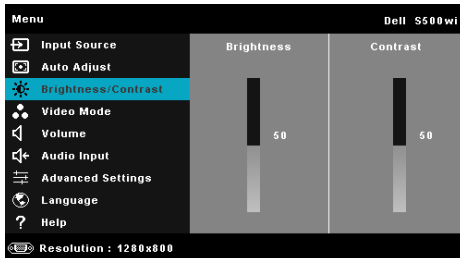 Menu Dell S500wi
Input Source
Auto Adjust
Brightness/Contrast
Video Mode
Volume
Audio Input
Advanced Settings
Language
? Help
Resolution : 1280x800
Brightness Contrast
50 50